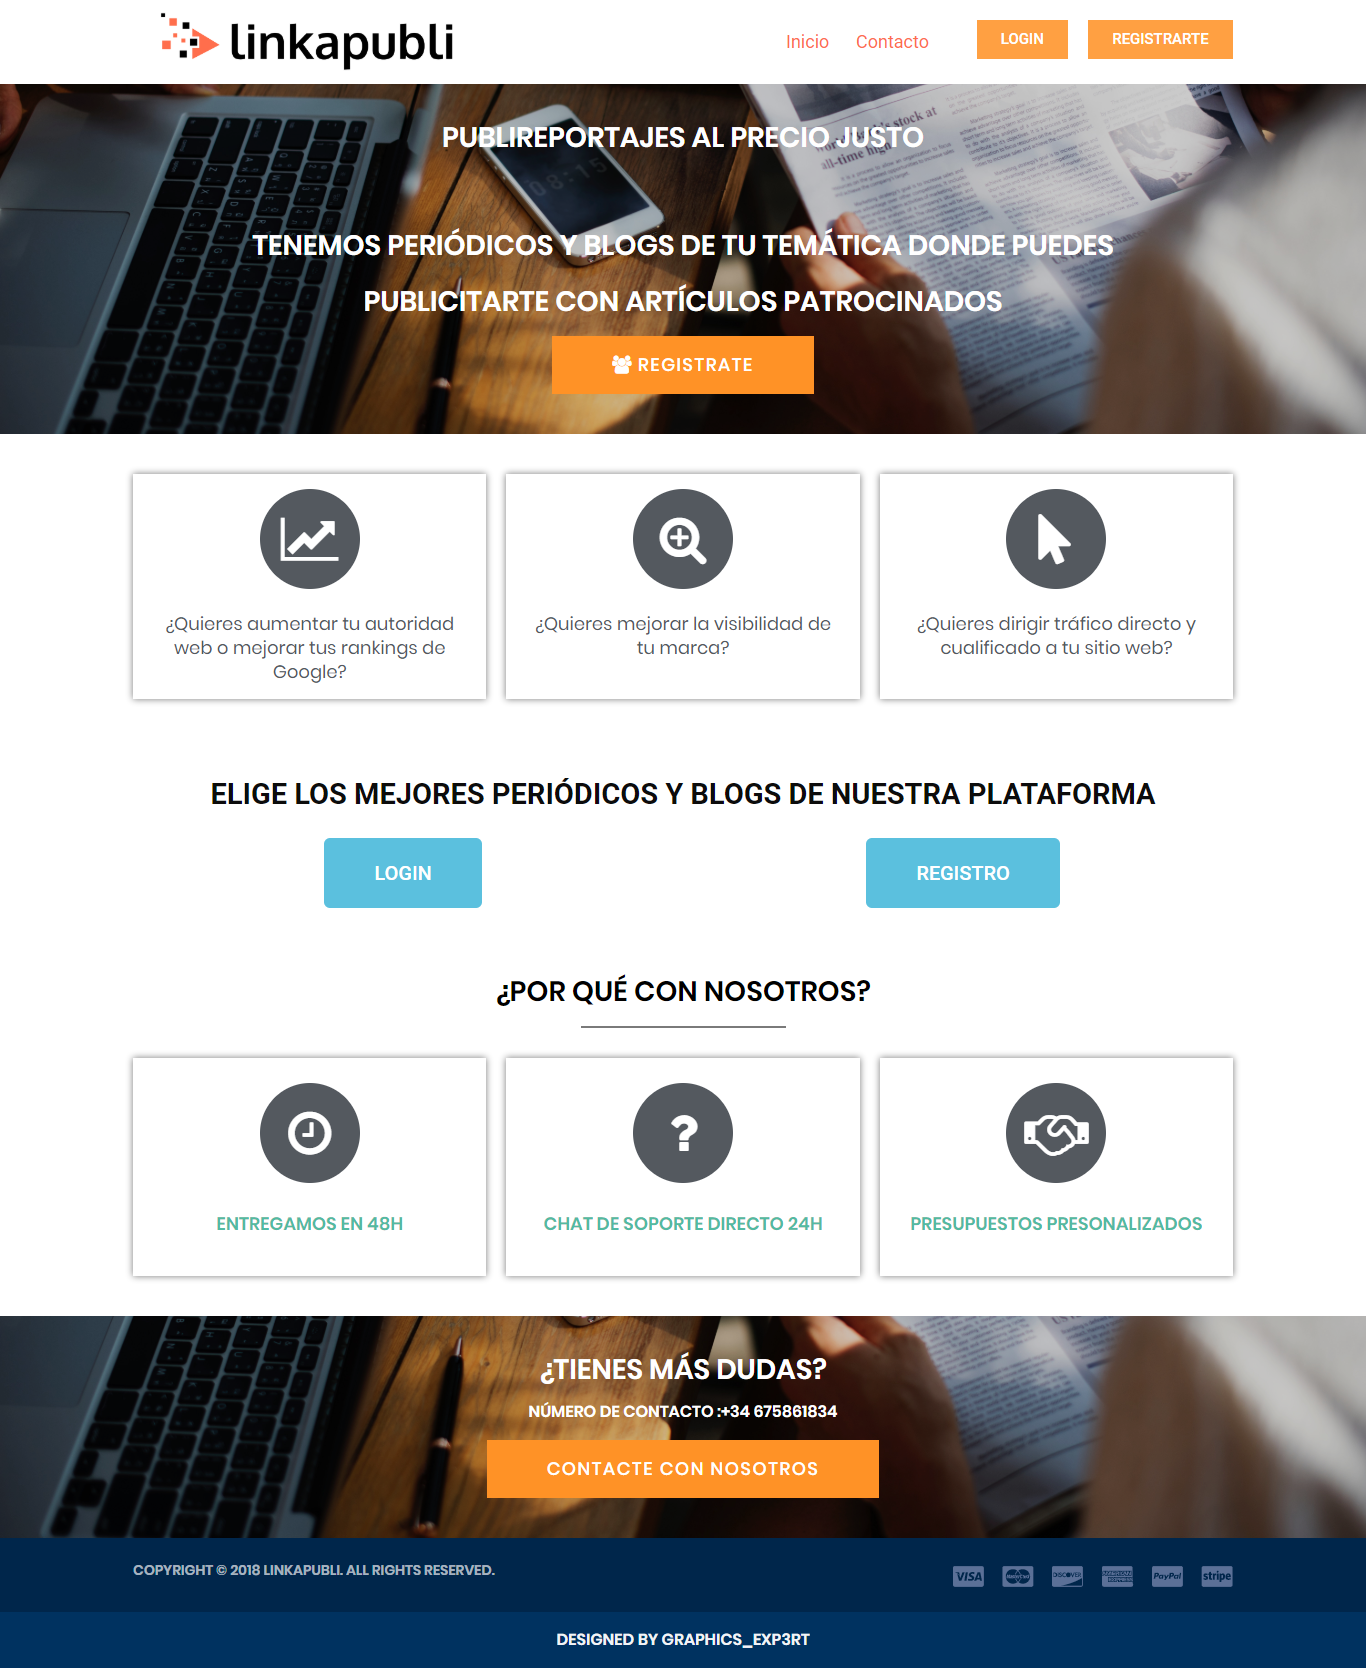 linkapubli
Inicio
Contacto
LOGIN
REGISTRARTE
PUBLIREPORTAJES AL PRECIO JUSTO
08:15
TENEMOS PERIÓDICOS Y BLOGS DE TU TEMÁTICA DONDE PUEDES
PUBLICITARTE CON ARTÍCULOS PATROCINADOS
REGISTRATE
¿Quieres aumentar tu autoridad
web o mejorar tus rankings de
Google?
¿Quieres mejorar la visibilidad de
tu marca?
¿Quieres dirigir tráfico directo y
cualificado a tu sitio web?
ELIGE LOS MEJORES PERIÓDICOS Y BLOGS DE NUESTRA PLATAFORMA
LOGIN
REGISTRO
¿POR QUÉ CON NOSOTROS?
ENTREGAMOS EN 48H
CHAT DE SOPORTE DIRECTO 24H
PRESUPUESTOS PRESONALIZADOS
¿TIENES MÁS DUDAS?
NÚMERO DE CONTACTO :+34 675861834
CONTACTE CON NOSOTROS
COPYRIGHT © 2018 LINKAPUBLI. ALL RIGHTS RESERVED.
VISA
DISCOVER
PayPal
stripe
DESIGNED BY GRAPHICS_EXP3RT